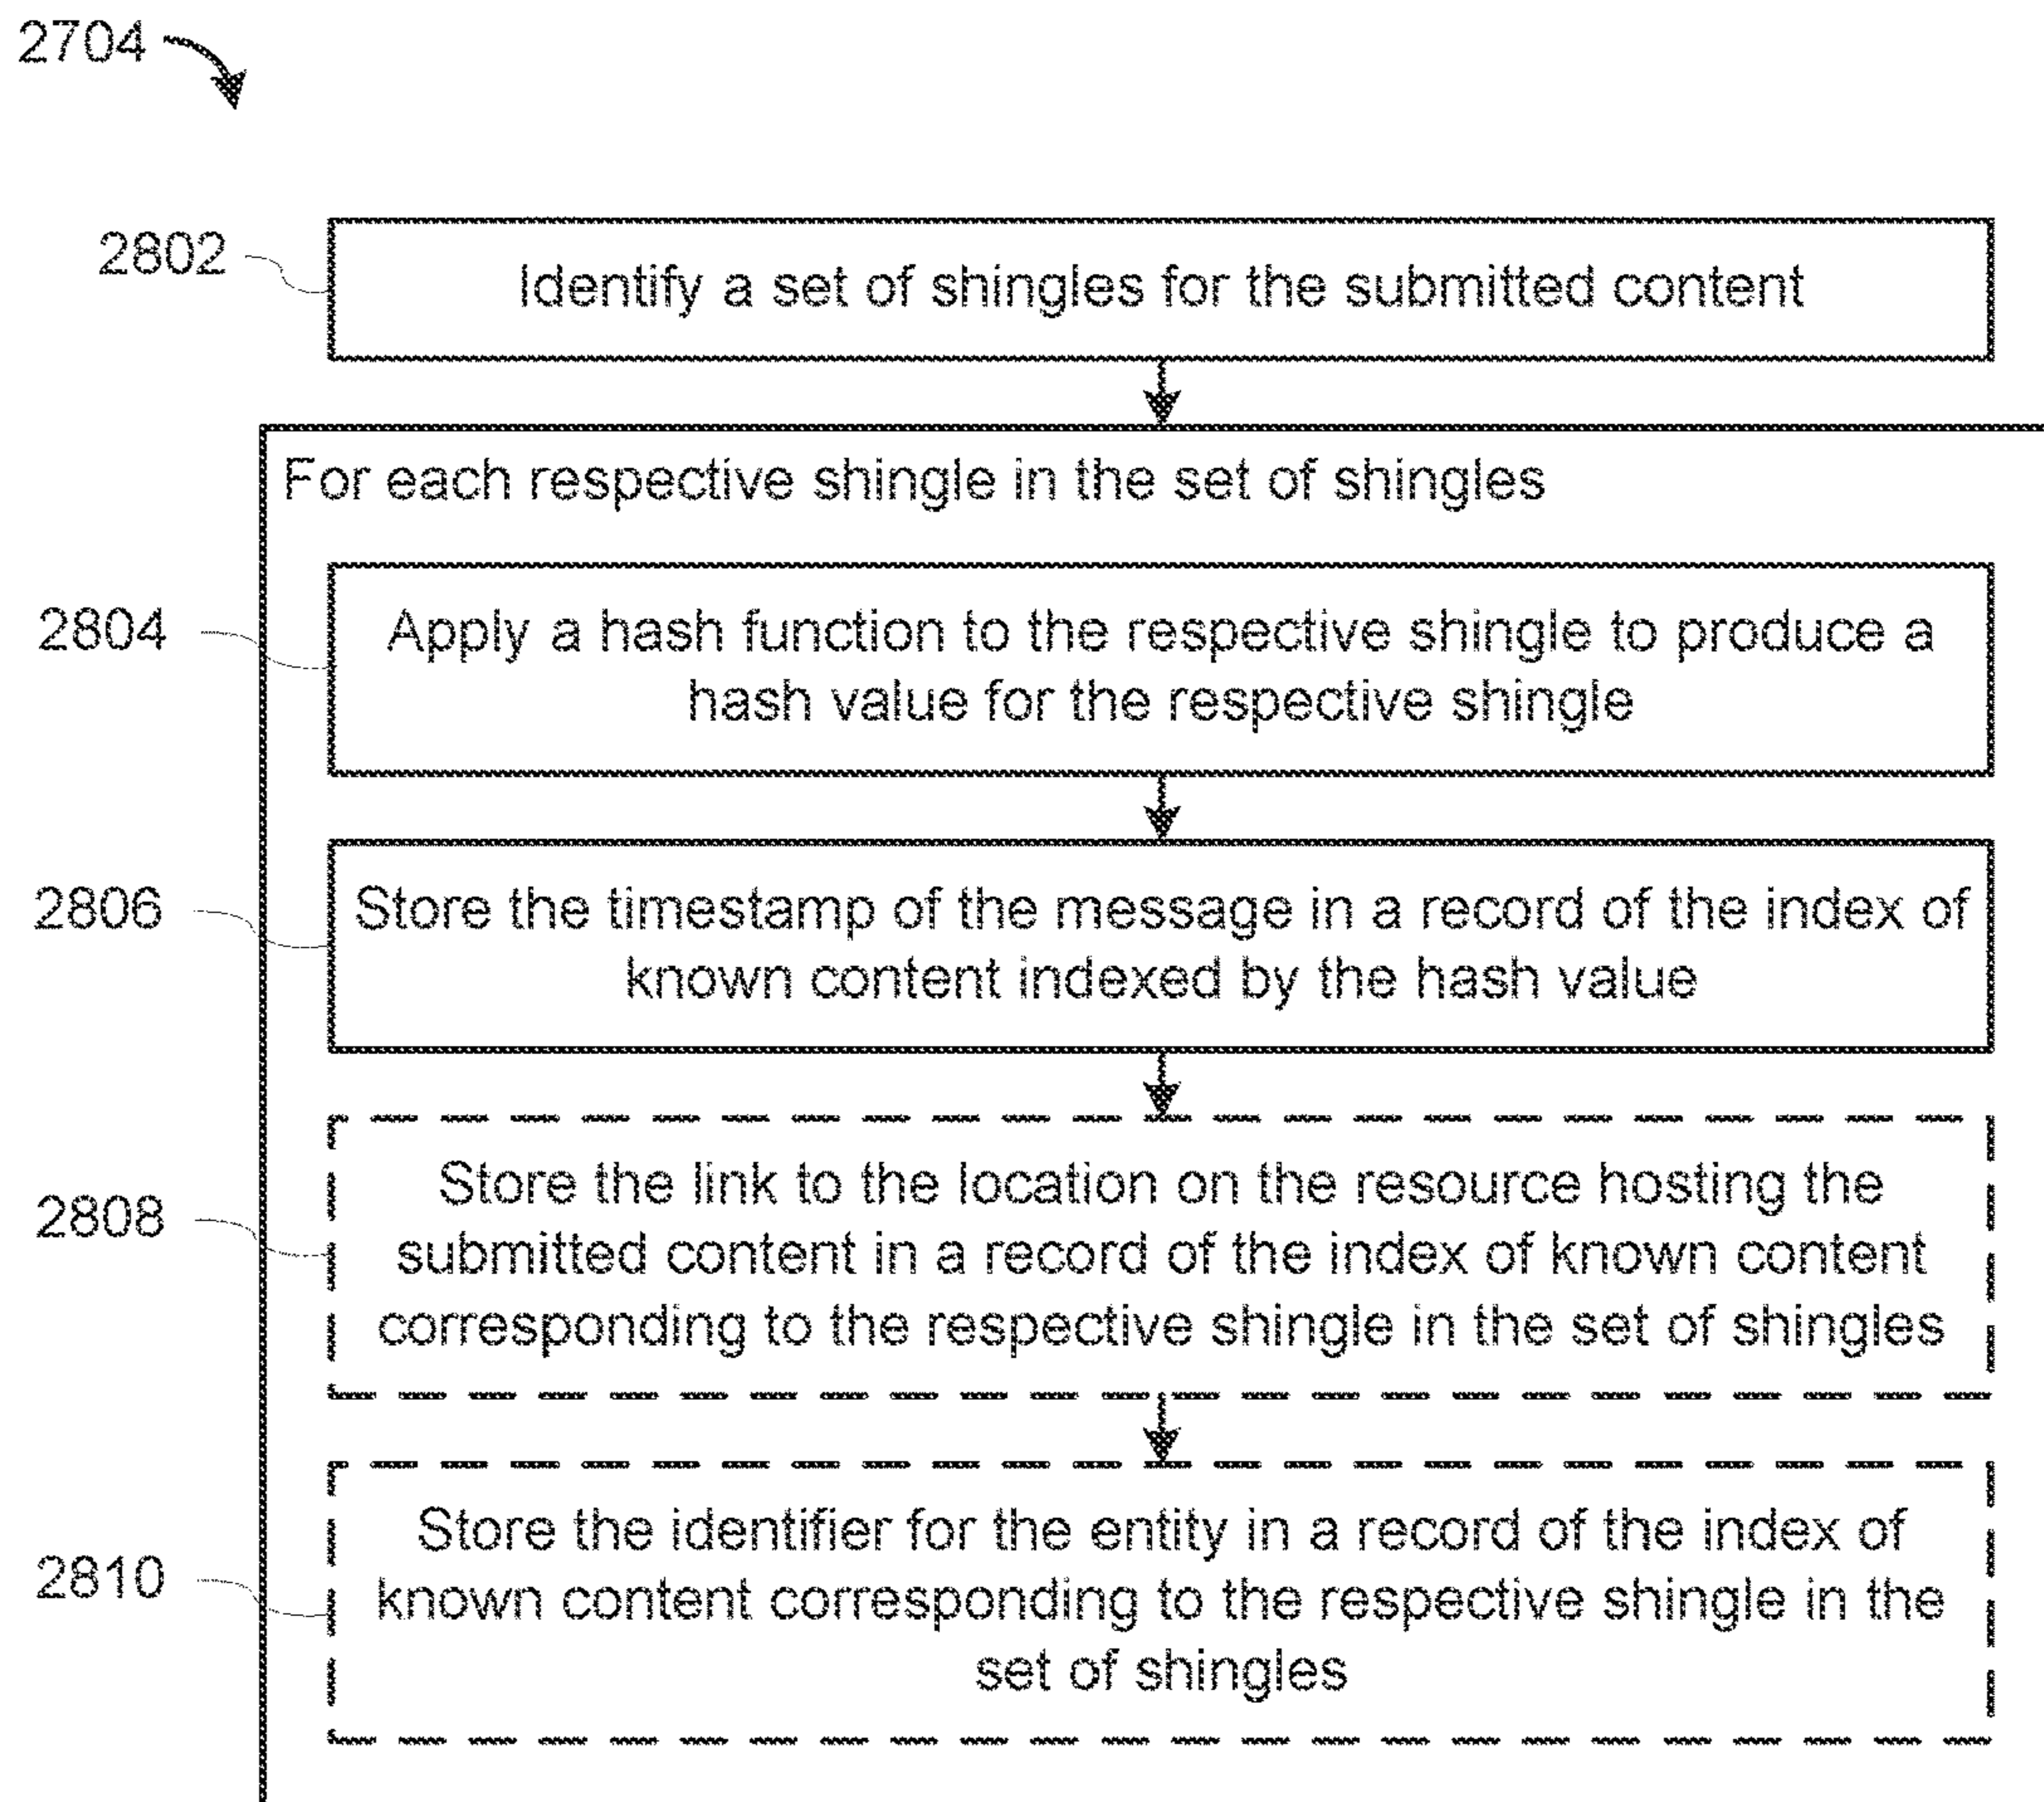 2704
2802
Identify a set of shingles for the submitted content
For each respective shingle in the set of shingles
2804
Apply a hash function to the respective shingle to produce a
hash value for the respective shingle
2806
Store the timestamp of the message in a record of the index of
known content indexed by the hash value
2808
Store the link to the location on the resource hosting the
submitted content in a record of the index of known content
corresponding to the respective shingle in the set of shingles
2810
Store the identifier for the entity in a record of the index of
known content corresponding to the respective shingle in the
set of shingles